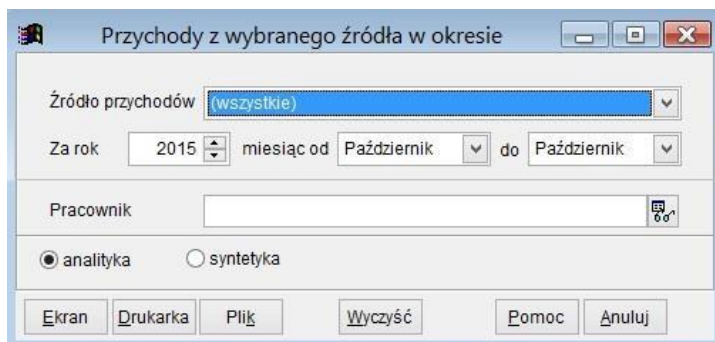 Przychody z wybranego źródła w okresie
Źródło przychodów (wszystkie)
Za rok 2015 miesiąc od Październik do Październik
Pracownik
analityka syntetyka
Ekran Drukarka Plik Wyczyść Pomoc Anuluj